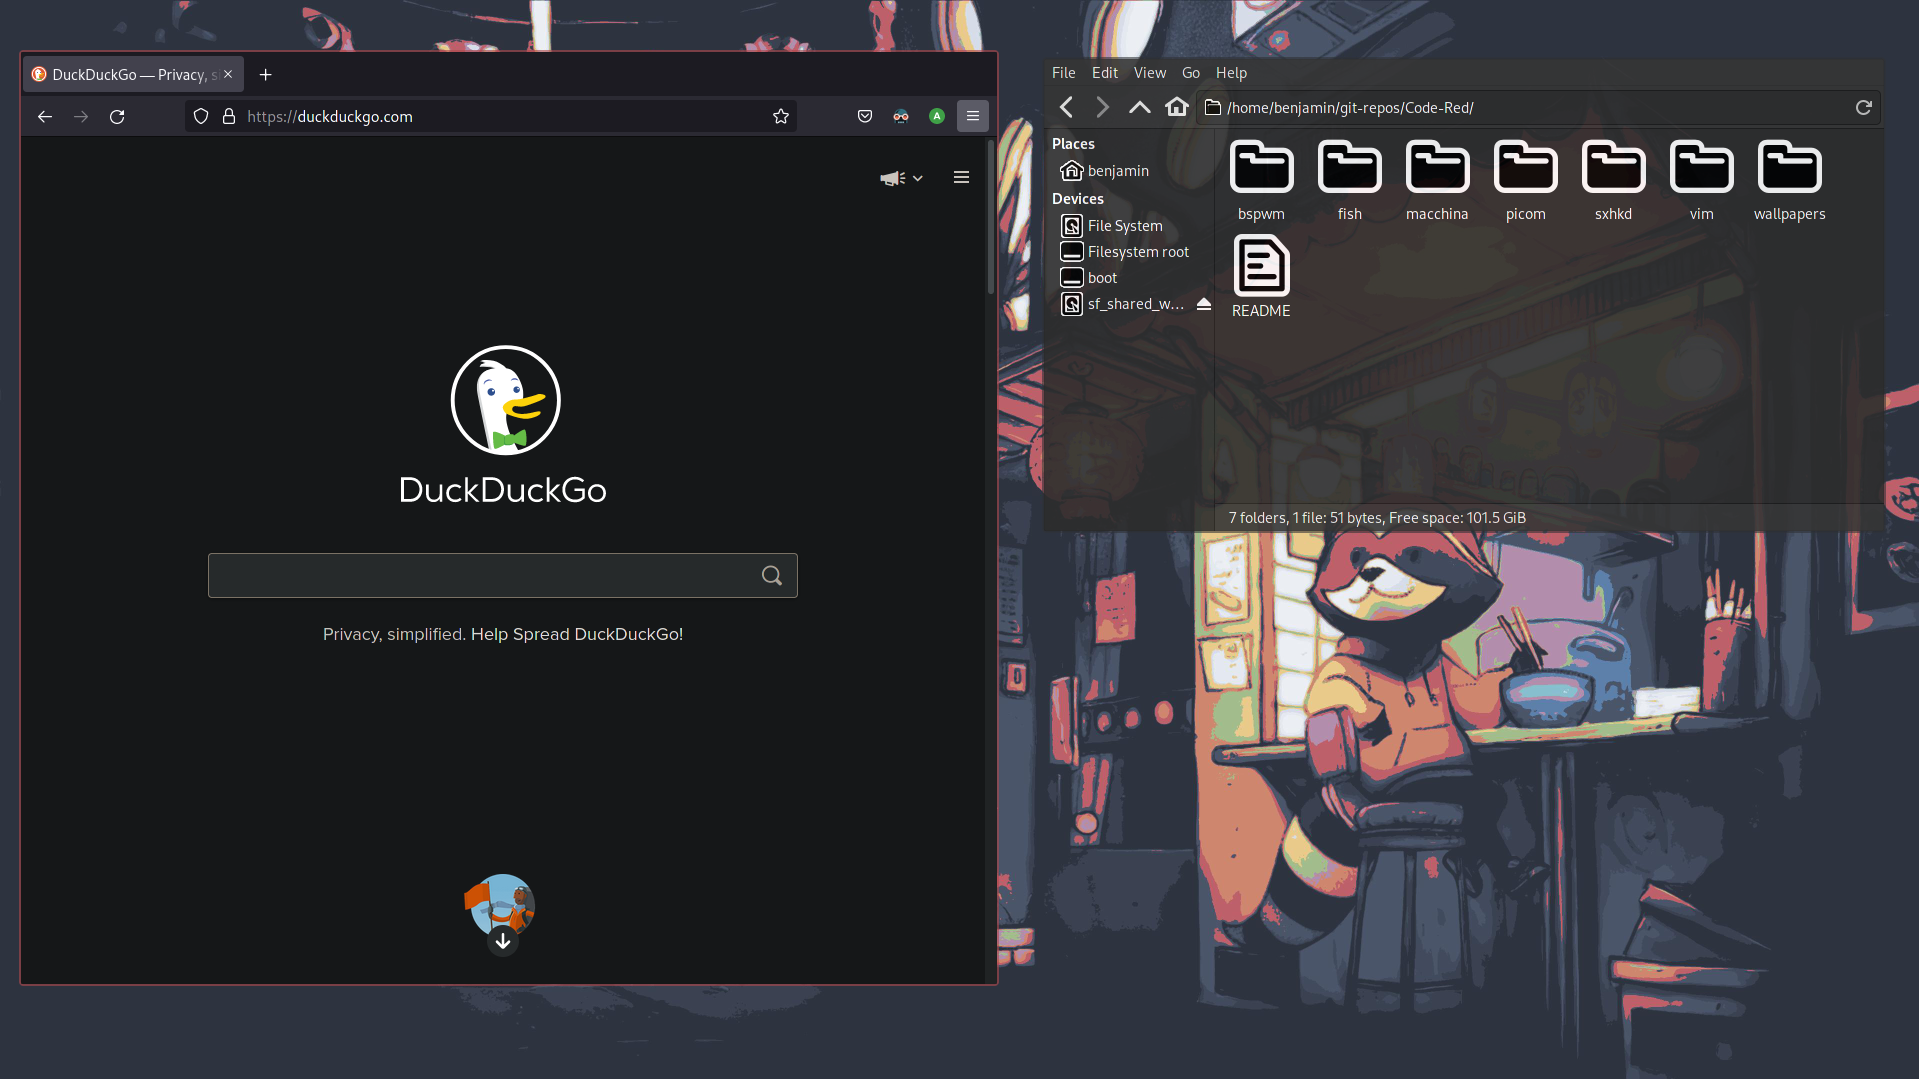 DuckDuckGo — Privacy, s
https://duckduckgo.com
DuckDuckGo
Privacy, simplified. Help Spread DuckDuckGo!
File Edit View Go Help
/home/benjamin/git-repos/Code-Red/
Places
benjamin
Devices
File System
Filesystem root
boot
sf_shared_w...
bspwm fish macchina picom sxhkd vim wallpapers
README
7 folders, 1 file: 51 bytes, Free space: 101.5 GiB
A